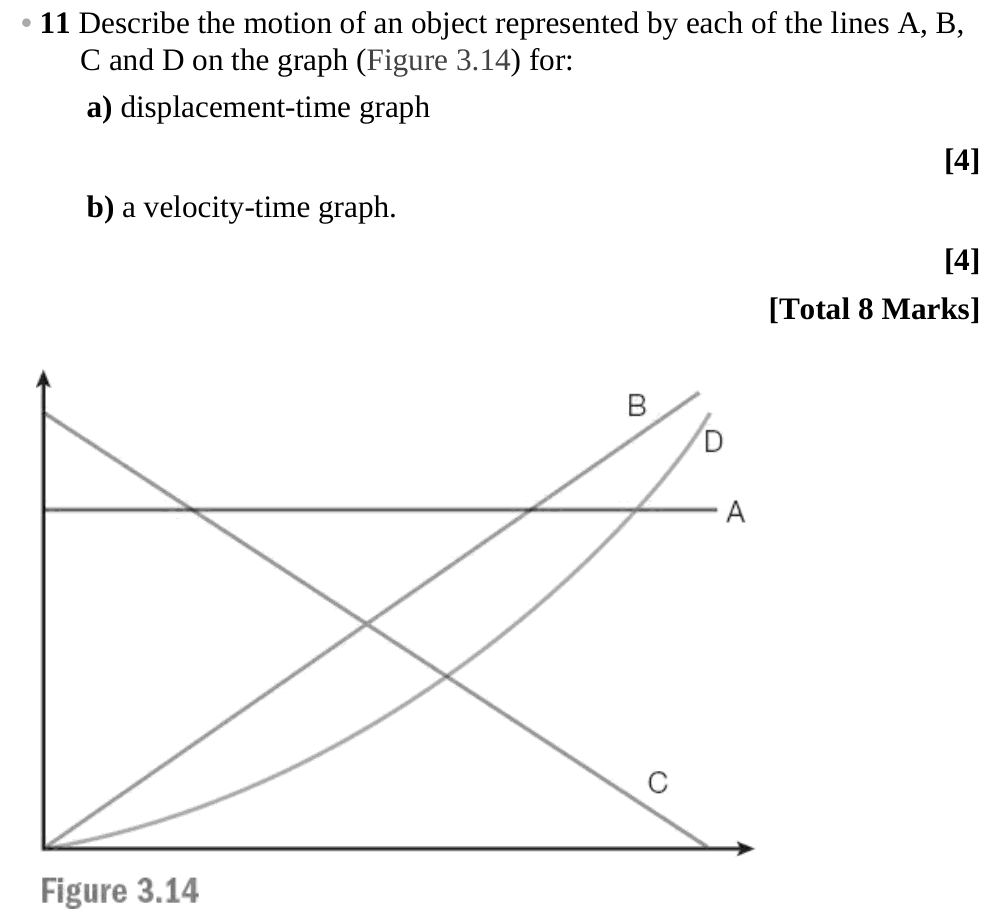 • 11 Describe the motion of an object represented by each of the lines A, B,
C and D on the graph (Figure 3.14) for:
a) displacement-time graph
[4]
b) a velocity-time graph.
[4]
[Total 8 Marks]
B
D
A
C
Figure 3.14